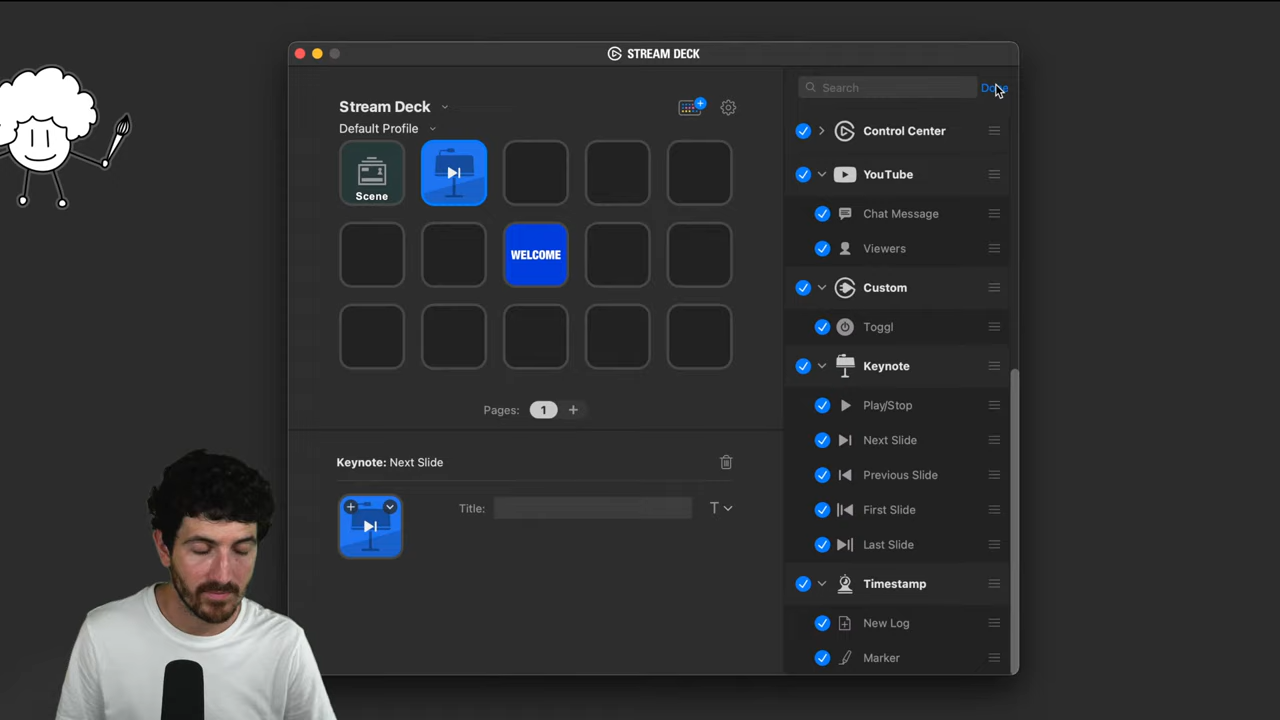 STREAM DECK
Stream Deck
Default Profile
Scene
WELCOME
Pages: 1 +
Keynote: Next Slide
Title:
T
Search
Done
Control Center
YouTube
Chat Message
Viewers
Custom
Toggl
Keynote
Play/Stop
Next Slide
Previous Slide
First Slide
Last Slide
Timestamp
New Log
Marker